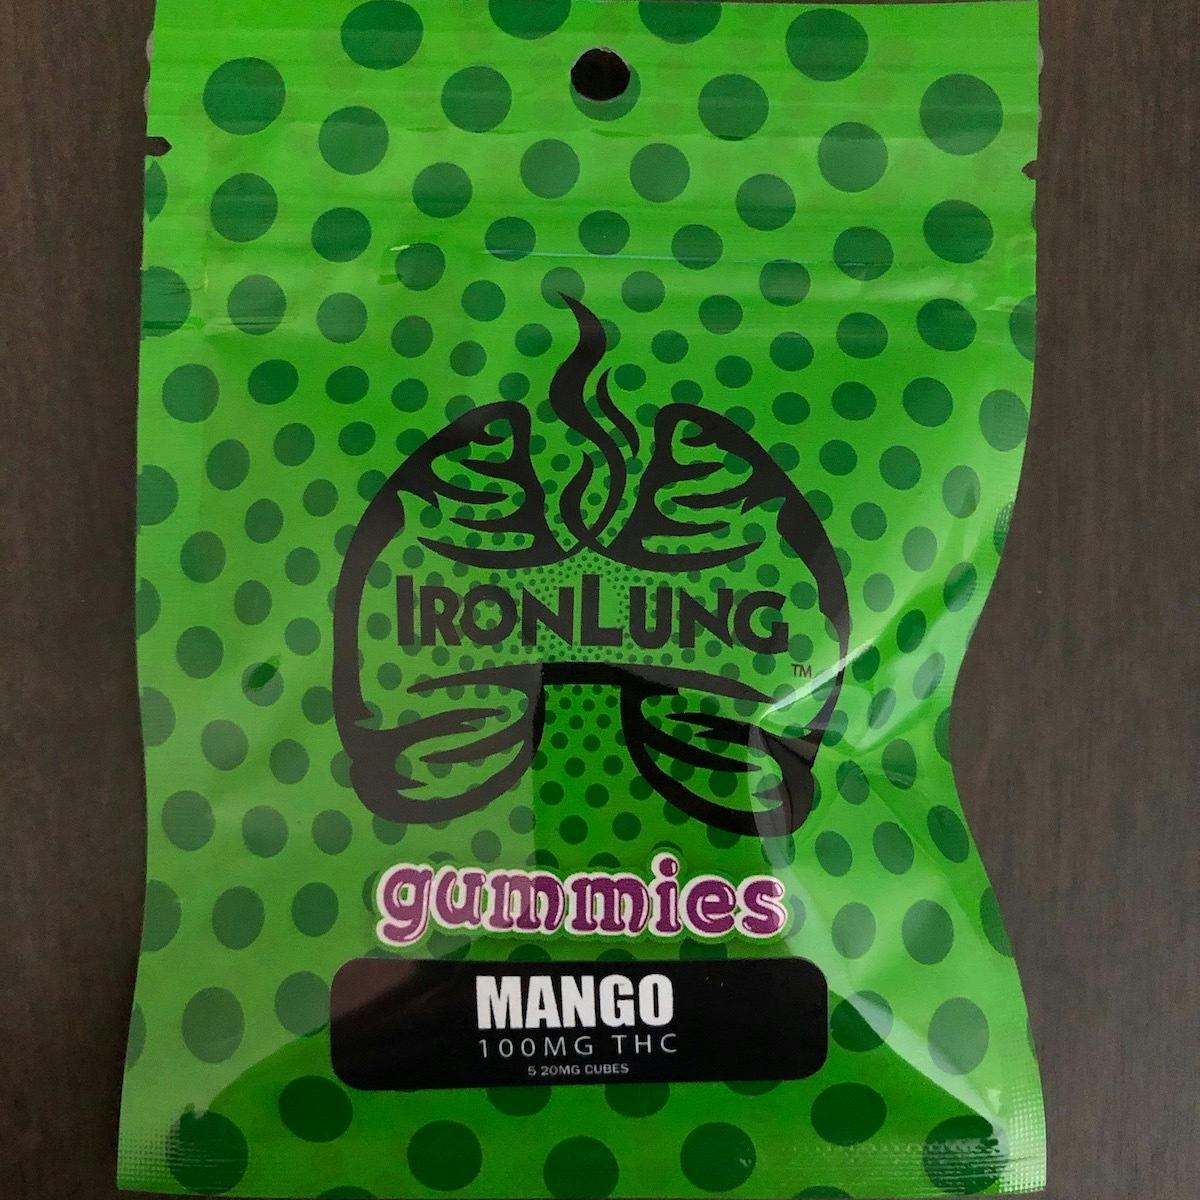 IRONLUNG
TM
gummies
MANGO
100MG THC
5 20MG CUBES